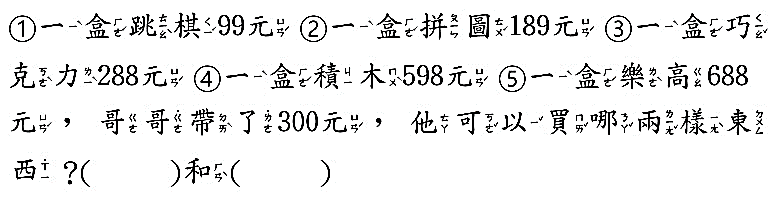 ①一盒跳棋99元 ②一盒拼圖189元 ③一盒巧
克力288元 ④一盒積木598元 ⑤一盒樂高688
元， 哥哥帶了300元， 他可以買哪兩樣東
西?(      )和(      )